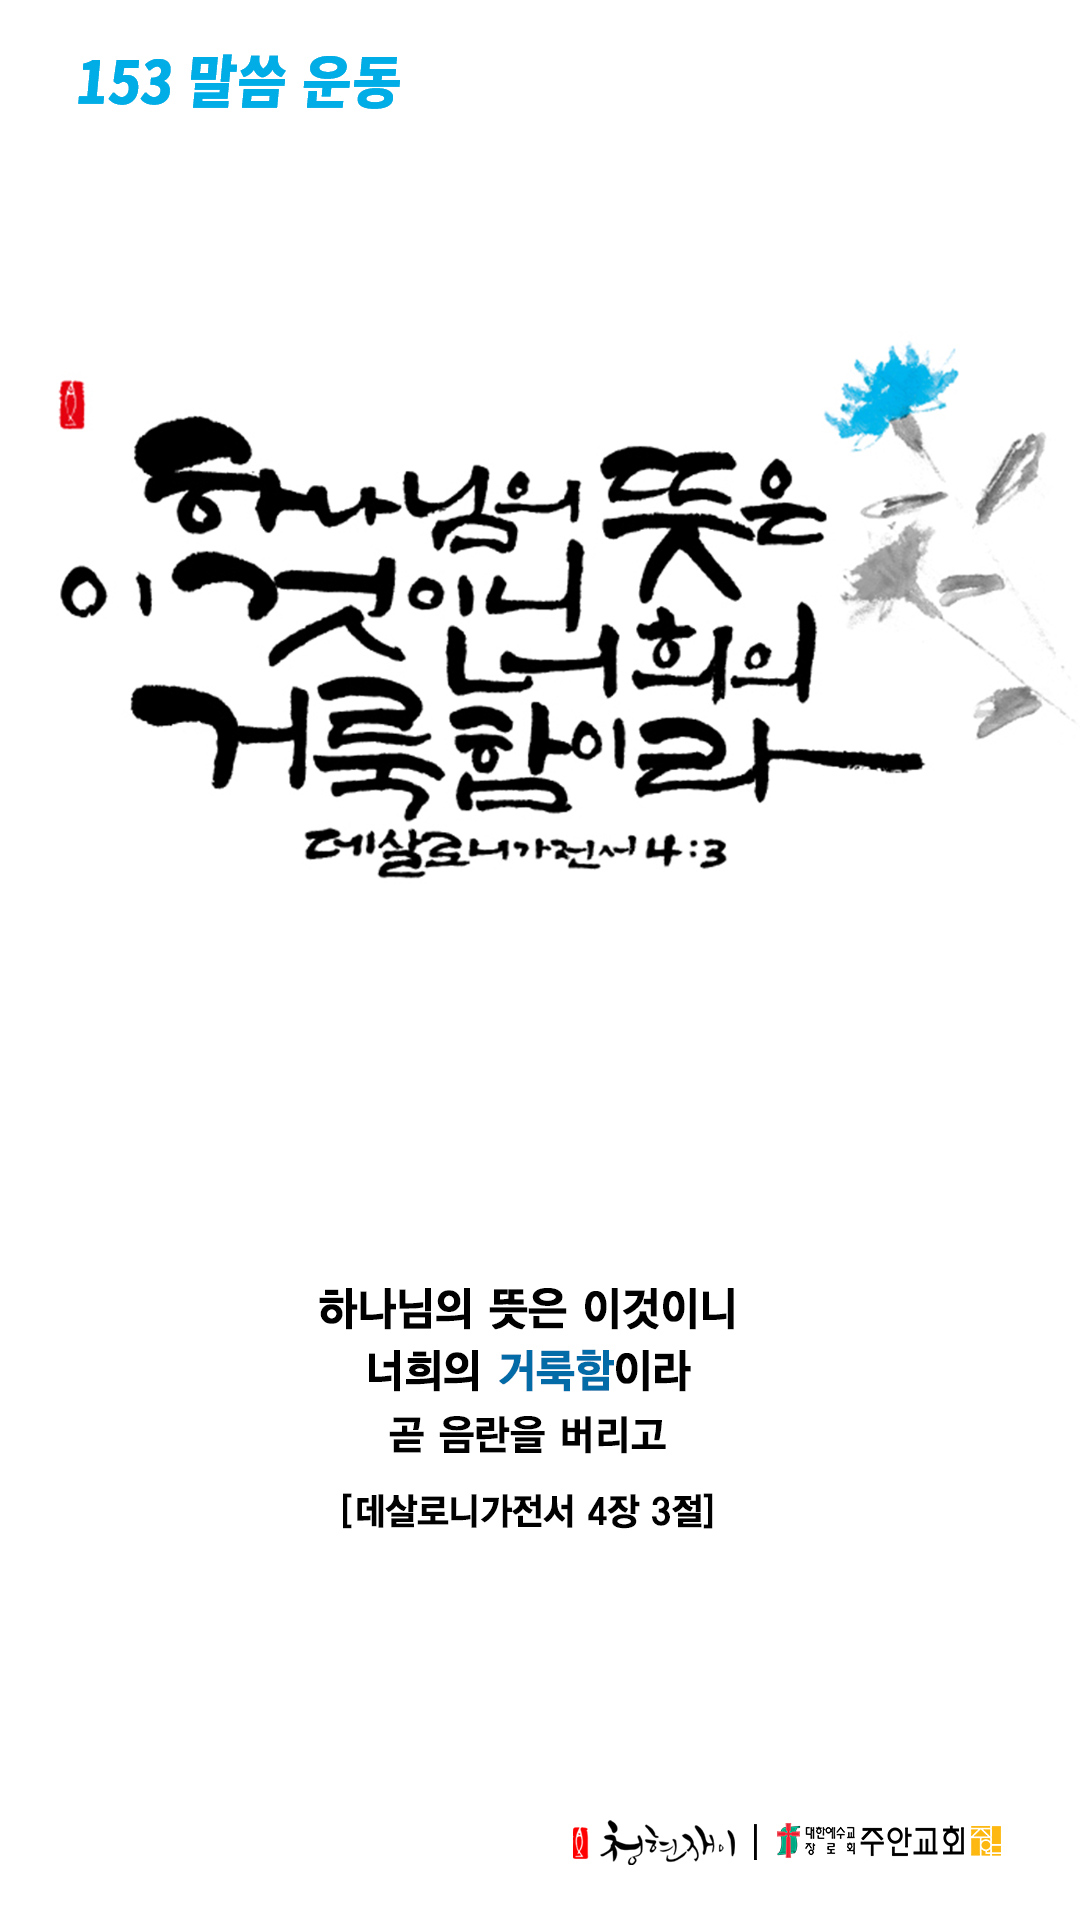 153 말씀 운동
하나님의 뜻은
이것이니
너희의
거룩함이라
데살로니가전서 4:3
하나님의 뜻은 이것이니
너희의 거룩함이라
곧 음란을 버리고
[데살로니가전서 4장 3절]
청현재이 | 대한예수교
장로회 주안교회